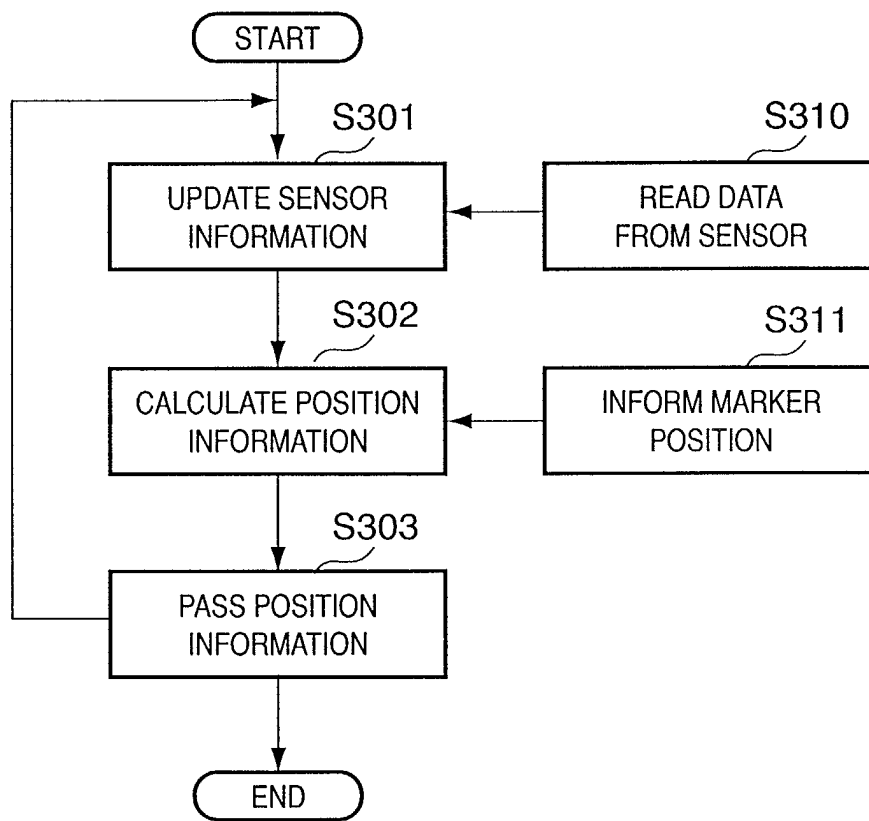 START
S301
S310
UPDATE SENSOR
INFORMATION
READ DATA
FROM SENSOR
S302
S311
CALCULATE POSITION
INFORMATION
INFORM MARKER
POSITION
S303
PASS POSITION
INFORMATION
END